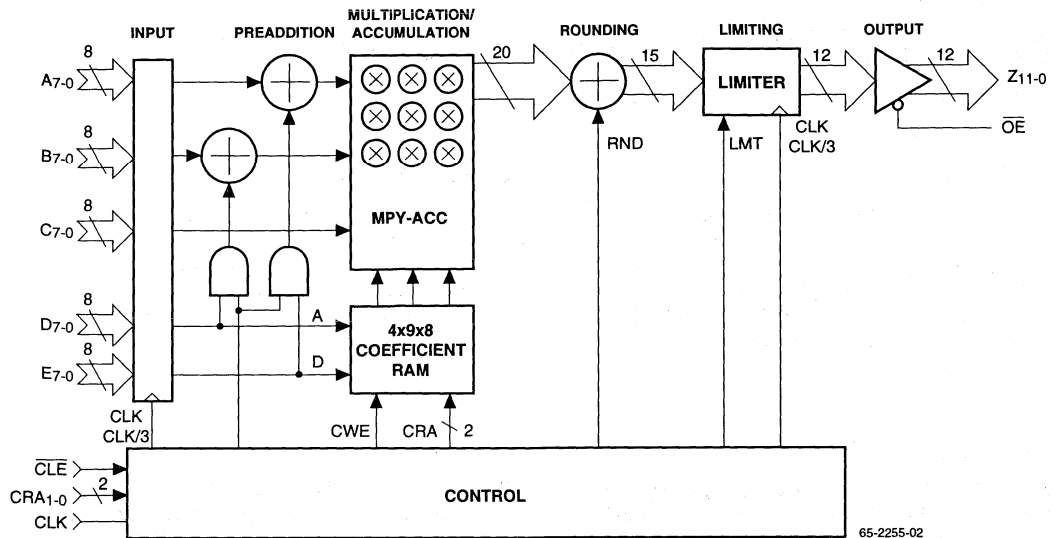 INPUT
PREADDITION
MULTIPLICATION/
ACCUMULATION
ROUNDING
LIMITING
OUTPUT
8
A7-0
8
B7-0
8
C7-0
8
D7-0
8
E7-0
MPY-ACC
20
15
LIMITER
12
12
Z11-0
OE
RND
LMT
CLK
CLK/3
A
D
4x9x8
COEFFICIENT
RAM
CLK
CLK/3
CWE
CRA
2
CLE
CRA1-0
2
CLK
CONTROL
65-2255-02